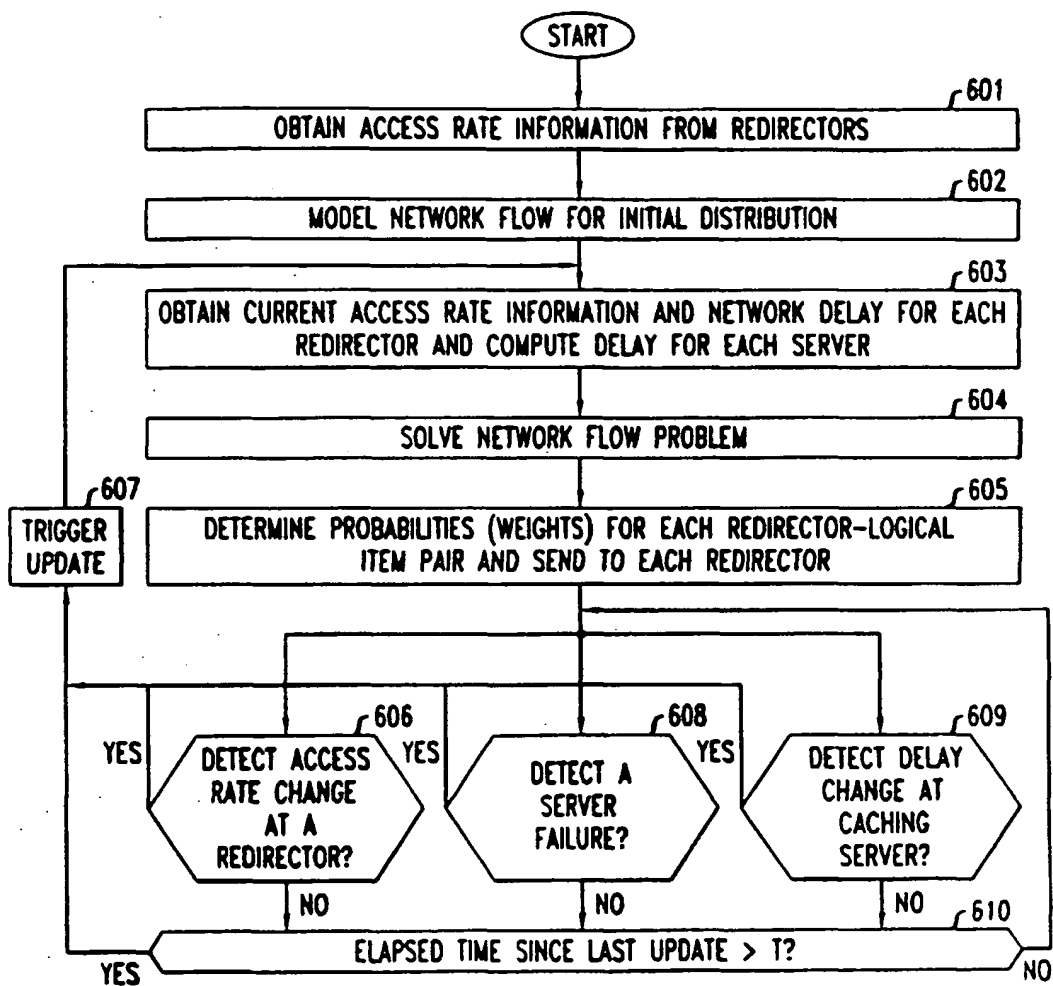 START
601
OBTAIN ACCESS RATE INFORMATION FROM REDIRECTORS
602
MODEL NETWORK FLOW FOR INITIAL DISTRIBUTION
603
OBTAIN CURRENT ACCESS RATE INFORMATION AND NETWORK DELAY FOR EACH
REDIRECTOR AND COMPUTE DELAY FOR EACH SERVER
604
SOLVE NETWORK FLOW PROBLEM
607
TRIGGER
UPDATE
605
DETERMINE PROBABILITIES (WEIGHTS) FOR EACH REDIRECTOR-LOGICAL
ITEM PAIR AND SEND TO EACH REDIRECTOR
606
YES
DETECT ACCESS
RATE CHANGE
AT A
REDIRECTOR?
NO
608
YES
DETECT A
SERVER
FAILURE?
NO
609
YES
DETECT DELAY
CHANGE AT
CACHING
SERVER?
NO
610
ELAPSED TIME SINCE LAST UPDATE > T?
YES
NO